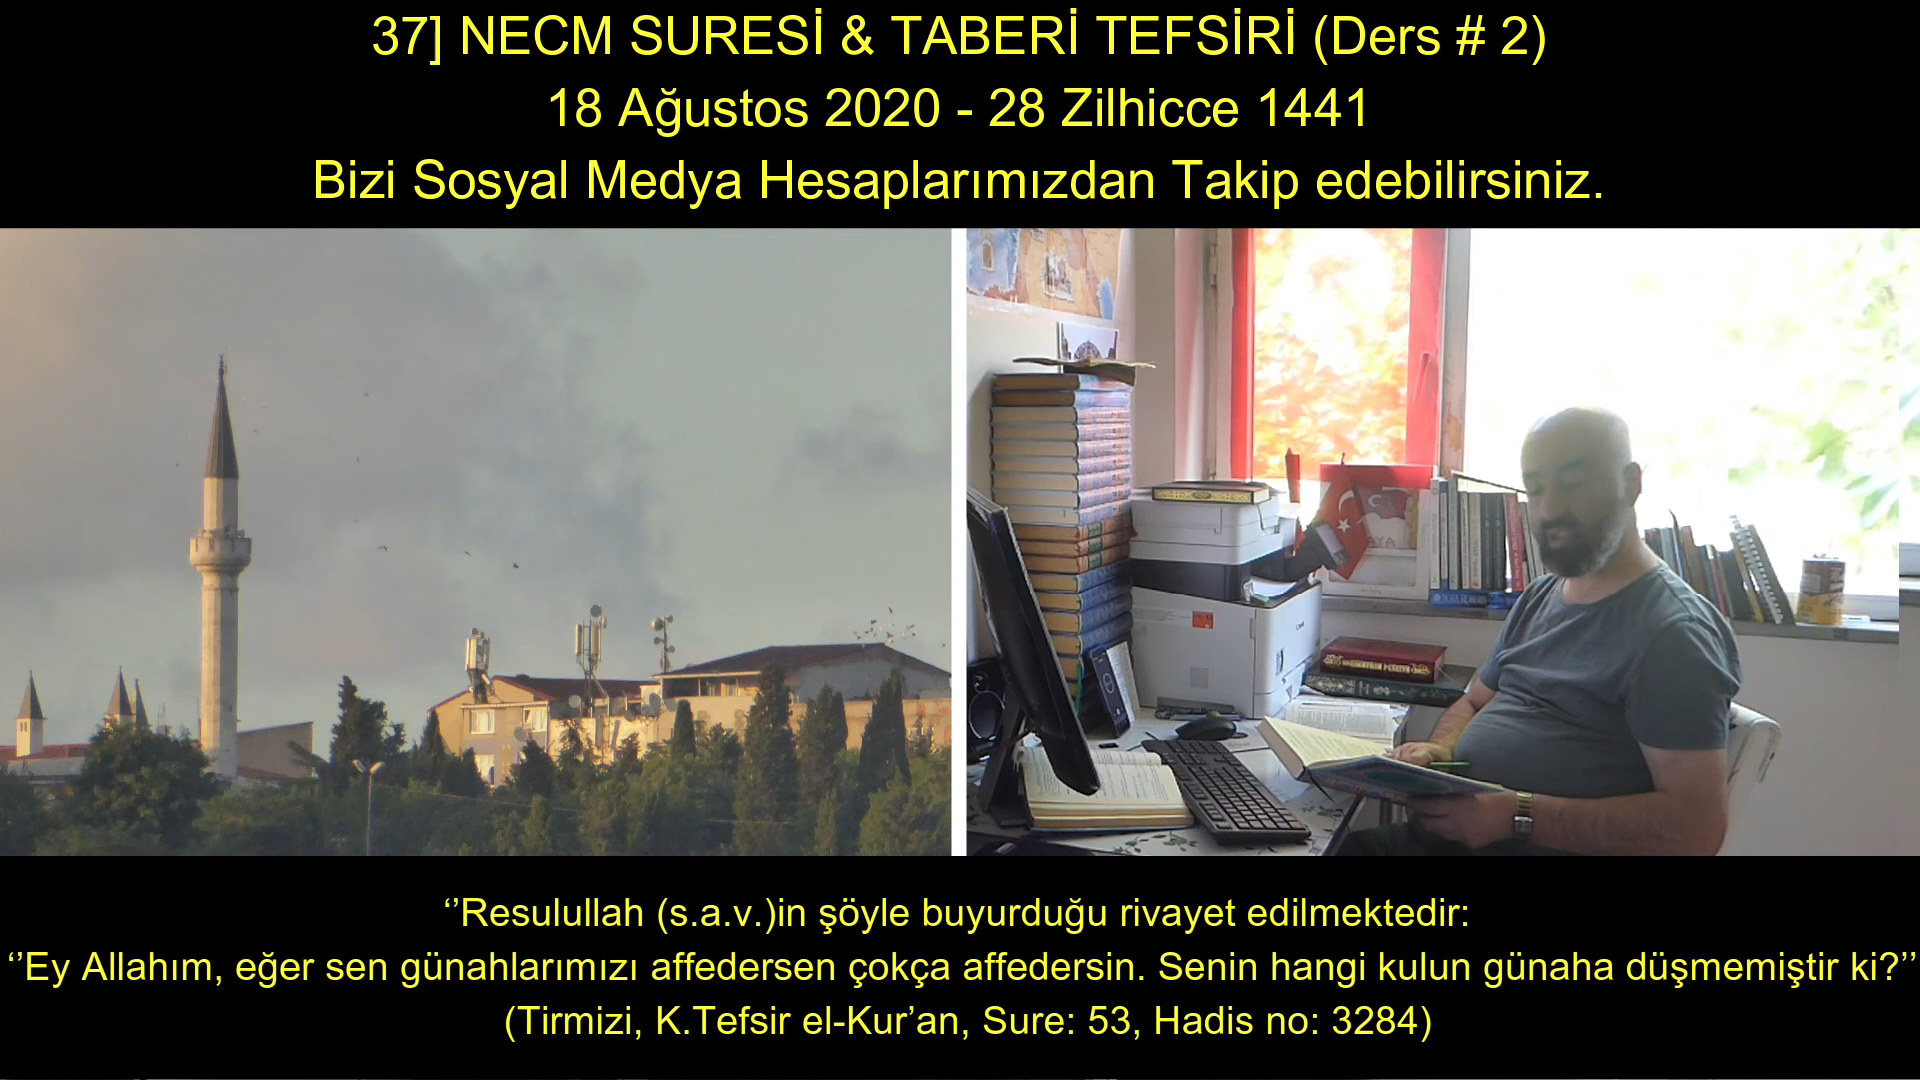 37] NECM SURESİ & TABERİ TEFSİRİ (Ders # 2)
18 Ağustos 2020 - 28 Zilhicce 1441
Bizi Sosyal Medya Hesaplarımızdan Takip edebilirsiniz.
AYA
‘’Resulullah (s.a.v.)in şöyle buyurduğu rivayet edilmektedir:
‘’Ey Allahım, eğer sen günahlarımızı affedersen çokça affedersin. Senin hangi kulun günaha düşmemiştir ki?’’
(Tirmizi, K.Tefsir el-Kur’an, Sure: 53, Hadis no: 3284)